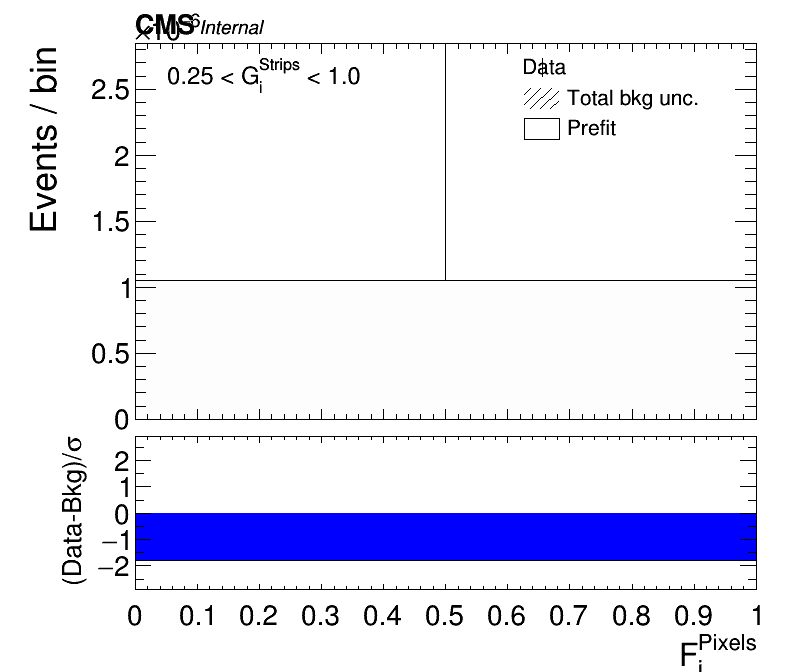 CMS Internal
×10⁻⁶
Events / bin
0.25 < G_i^Strips < 1.0
Data
Total bkg unc.
Prefit
2.5
2
1.5
1
0.5
0
(Data-Bkg)/σ
2
1
0
−1
−2
0 0.1 0.2 0.3 0.4 0.5 0.6 0.7 0.8 0.9 1
F_i^Pixels